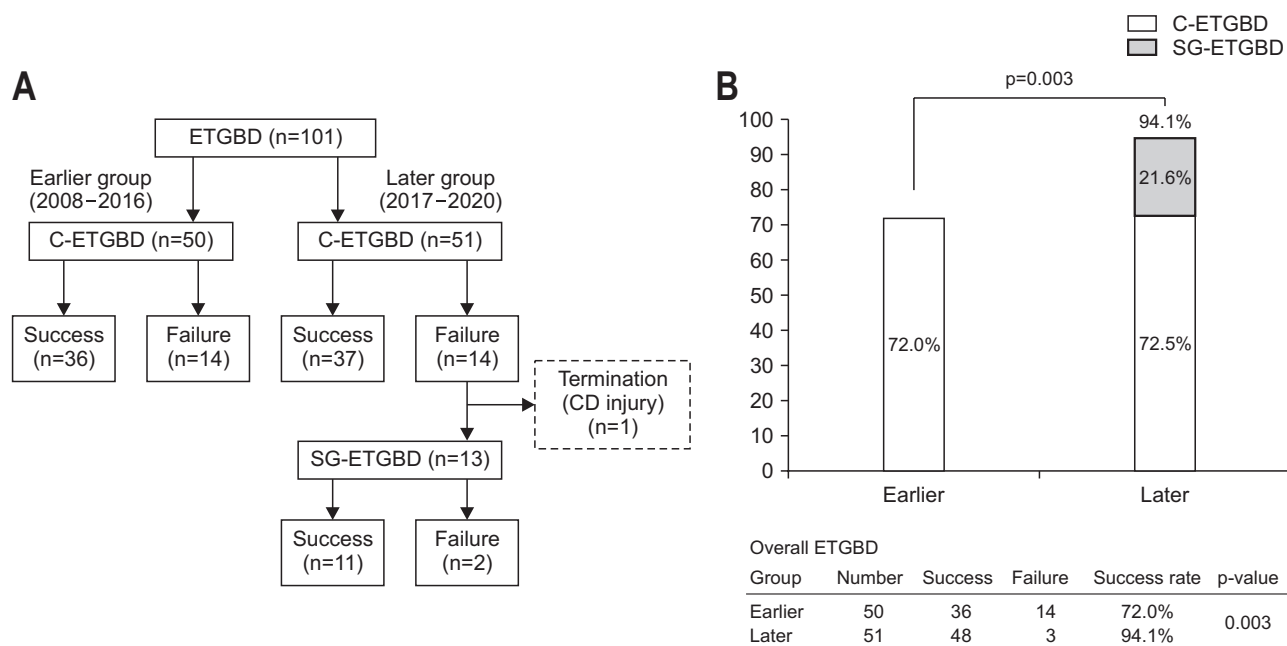 A
ETGBD (n=101)
Earlier group
(2008–2016)
Later group
(2017–2020)
C-ETGBD (n=50)
C-ETGBD (n=51)
Success
(n=36)
Failure
(n=14)
Success
(n=37)
Failure
(n=14)
Termination
(CD injury)
(n=1)
SG-ETGBD (n=13)
Success
(n=11)
Failure
(n=2)
B
C-ETGBD
SG-ETGBD
p=0.003
100
90
80
70
60
50
40
30
20
10
0
94.1%
21.6%
72.0%
72.5%
Earlier
Later
Overall ETGBD
Group Number Success Failure Success rate p-value
Earlier 50 36 14 72.0% 0.003
Later 51 48 3 94.1%